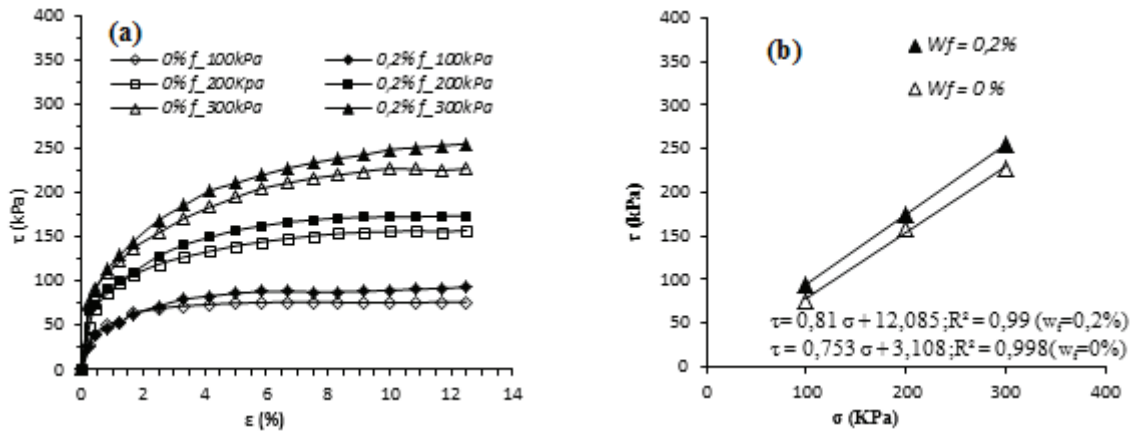 (a)
0% f_100kPa
0,2% f_100kPa
0% f_200Kpa
0,2% f_200kPa
0% f_300kPa
0,2% f_300kPa
400
350
300
250
200
150
100
50
0
τ (kPa)
0 2 4 6 8 10 12 14
ε (%)
(b)
Wf = 0,2%
Wf = 0 %
400
350
300
250
200
150
100
50
0
τ (kPa)
τ= 0,81 σ + 12,085;R² = 0,99 (wf=0,2%)
τ = 0,753 σ + 3,108;R² = 0,998(wf=0%)
0 100 200 300 400
σ (KPa)